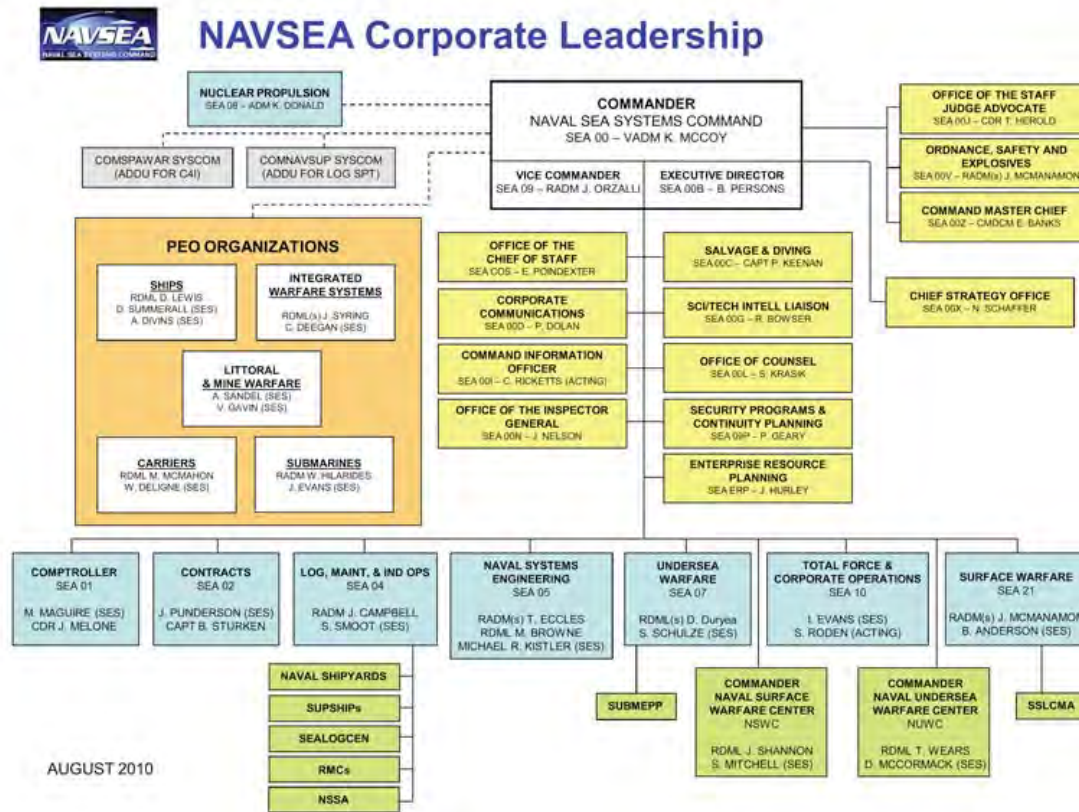 NAVSEA
NAVAL SEA SYSTEMS COMMAND
NAVSEA Corporate Leadership
NUCLEAR PROPULSION
SEA 08 – ADM K. DONALD
COMMANDER
NAVAL SEA SYSTEMS COMMAND
SEA 00 – VADM K. MCCOY
VICE COMMANDER
SEA 09 – RADM J. ORZALLI
EXECUTIVE DIRECTOR
SEA 00B – B. PERSONS
OFFICE OF THE STAFF
JUDGE ADVOCATE
SEA 00J – CDR T. HEROLD
ORDNANCE, SAFETY AND
EXPLOSIVES
SEA 00V – RADM(s) J. MCMANAMON
COMMAND MASTER CHIEF
SEA 00Z – CMDCM E. BANKS
COMSPAWAR SYSCOM
(ADDU FOR C4I)
COMNAVSUP SYSCOM
(ADDU FOR LOG SPT)
PEO ORGANIZATIONS
SHIPS
RDML D. LEWIS
D. SUMMERALL (SES)
A. DIVINS (SES)
INTEGRATED
WARFARE SYSTEMS
RDML(s) J. SYRING
C. DEEGAN (SES)
LITTORAL
& MINE WARFARE
A. SANDEL (SES)
V. GAVIN (SES)
CARRIERS
RDML M. MCMAHON
W. DELIGNE (SES)
SUBMARINES
RADM W. HILARIDES
J. EVANS (SES)
OFFICE OF THE
CHIEF OF STAFF
SEA COS – E. POINDEXTER
SALVAGE & DIVING
SEA 00C – CAPT P. KEENAN
CORPORATE
COMMUNICATIONS
SEA 00D – P. DOLAN
SCI/TECH INTELL LIAISON
SEA 00G – R. BOWSER
COMMAND INFORMATION
OFFICER
SEA 00I – C. RICKETTS (ACTING)
OFFICE OF COUNSEL
SEA 00L – S. KRASIK
OFFICE OF THE INSPECTOR
GENERAL
SEA 00N – J. NELSON
SECURITY PROGRAMS &
CONTINUITY PLANNING
SEA 09P – P. GEARY
ENTERPRISE RESOURCE
PLANNING
SEA ERP – J. HURLEY
CHIEF STRATEGY OFFICE
SEA 00X – N. SCHAFFER
COMPTROLLER
SEA 01
M. MAGUIRE (SES)
CDR J. MELONE
CONTRACTS
SEA 02
J. PUNDERSON (SES)
CAPT B. STURKEN
LOG, MAINT, & IND OPS
SEA 04
RADM J. CAMPBELL
S. SMOOT (SES)
NAVAL SYSTEMS
ENGINEERING
SEA 05
RADM(s) T. ECCLES
RDML M. BROWNE
MICHAEL R. KISTLER (SES)
UNDERSEA
WARFARE
SEA 07
RDML(s) D. Duryea
S. SCHULZE (SES)
TOTAL FORCE &
CORPORATE OPERATIONS
SEA 10
I. EVANS (SES)
S. RODEN (ACTING)
SURFACE WARFARE
SEA 21
RADM(s) J. MCMANAMON
B. ANDERSON (SES)
NAVAL SHIPYARDS
SUPSHIPs
SEALOGCEN
RMCs
NSSA
SUBMEPP
COMMANDER
NAVAL SURFACE
WARFARE CENTER
NSWC
RDML J. SHANNON
S. MITCHELL (SES)
COMMANDER
NAVAL UNDERSEA
WARFARE CENTER
NUWC
RDML T. WEARS
D. MCCORMACK (SES)
SSLCMA
AUGUST 2010